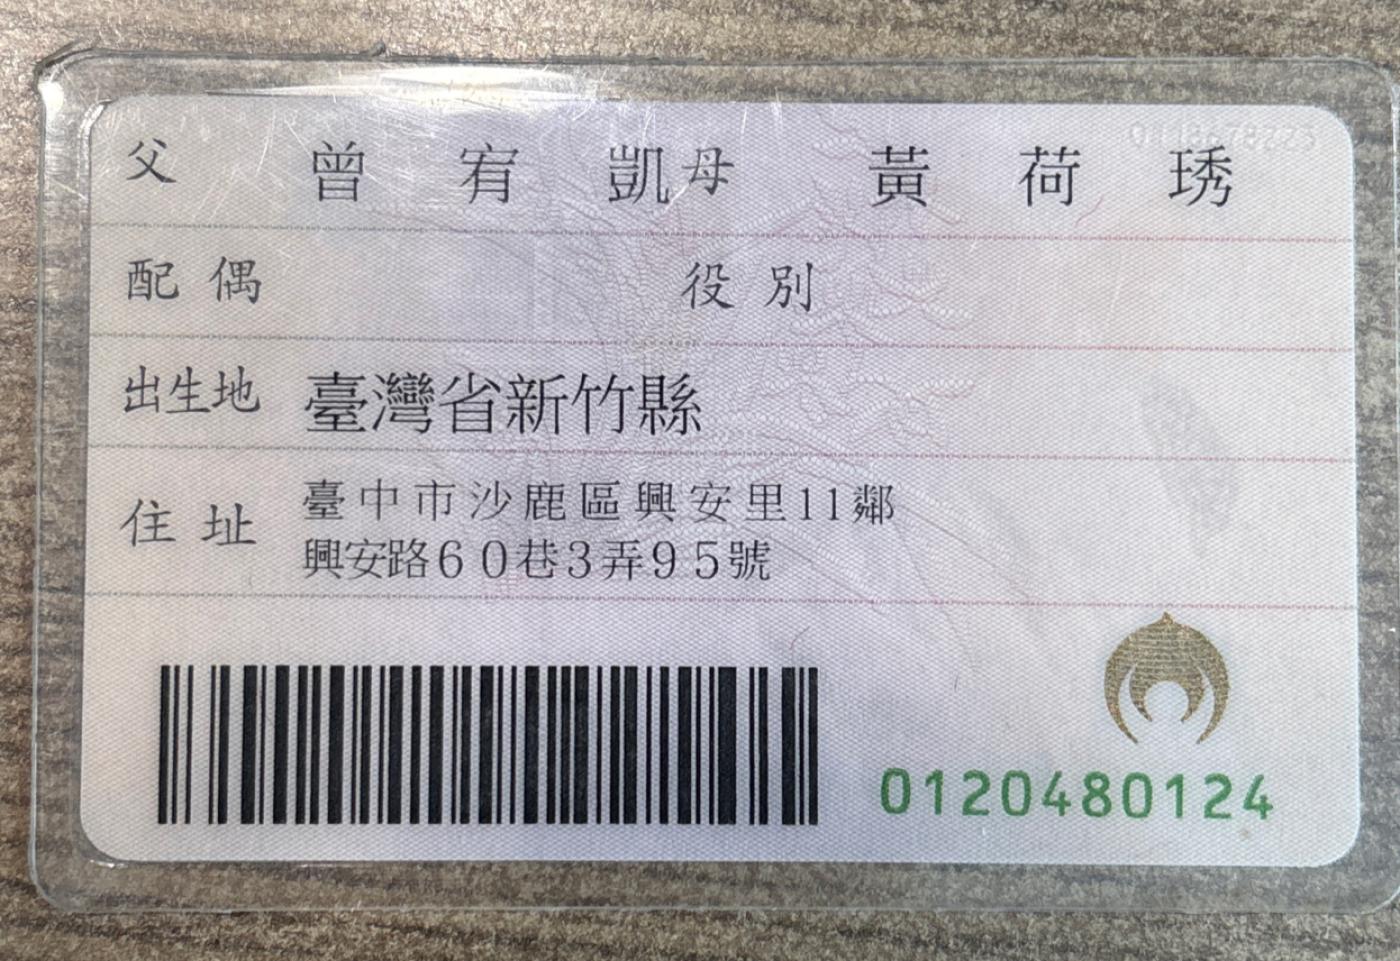 父 曾宥凱 母 黃荷琇
配偶 役別
出生地 臺灣省新竹縣
住址 臺中市沙鹿區興安里11鄰
興安路60巷3弄95號
0120480124